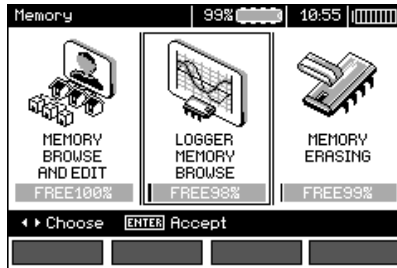 Memory 99% 10:55
MEMORY
BROWSE
AND EDIT
FREE100%
LOGGER
MEMORY
BROWSE
FREE98%
MEMORY
ERASING
FREE99%
Choose ENTER Accept